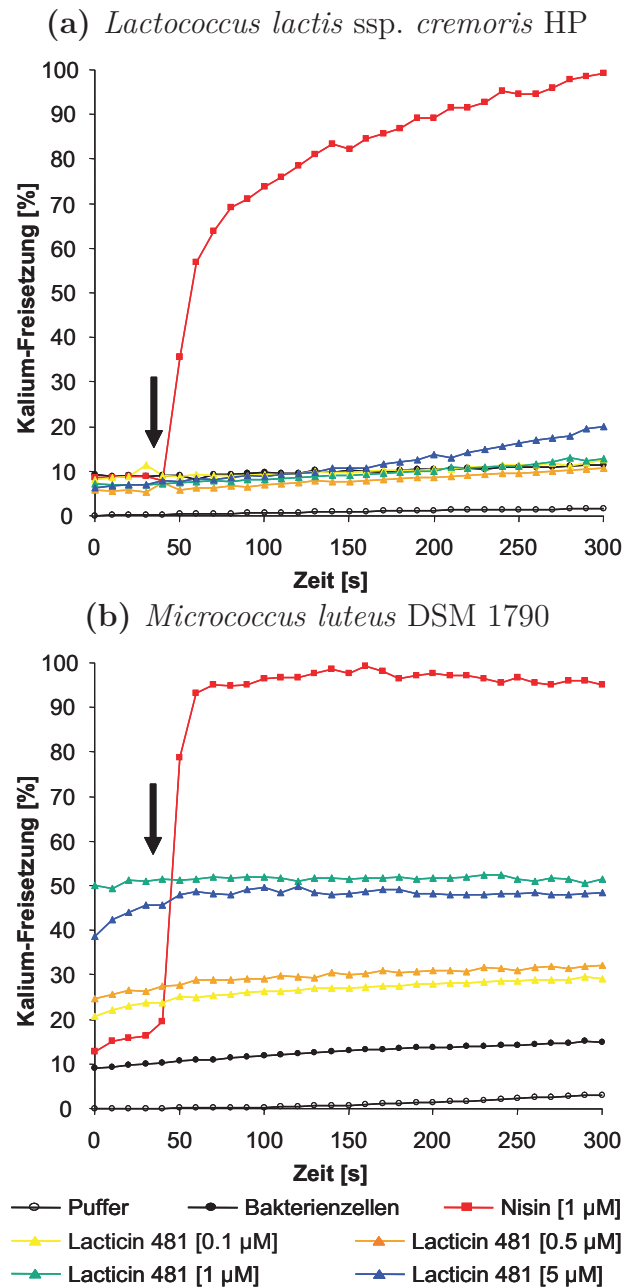 (a) Lactococcus lactis ssp. cremoris HP
100
90
80
70
60
50
40
30
20
10
0
Kalium-Freisetzung [%]
0 50 100 150 200 250 300
Zeit [s]
(b) Micrococcus luteus DSM 1790
100
90
80
70
60
50
40
30
20
10
0
Kalium-Freisetzung [%]
0 50 100 150 200 250 300
Zeit [s]
Puffer Bakterienzellen Nisin [1 µM]
Lacticin 481 [0.1 µM] Lacticin 481 [0.5 µM]
Lacticin 481 [1 µM] Lacticin 481 [5 µM]